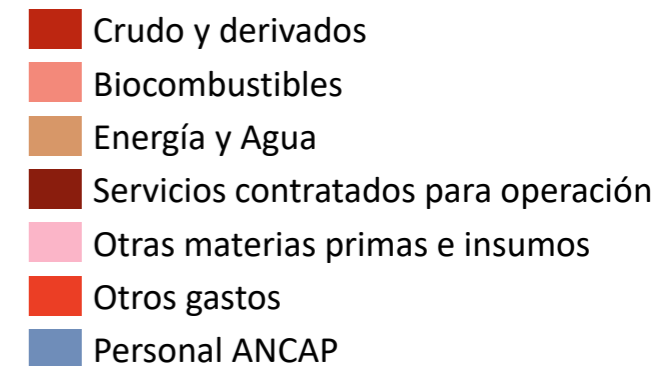 Crudo y derivados
Biocombustibles
Energía y Agua
Servicios contratados para operación
Otras materias primas e insumos
Otros gastos
Personal ANCAP